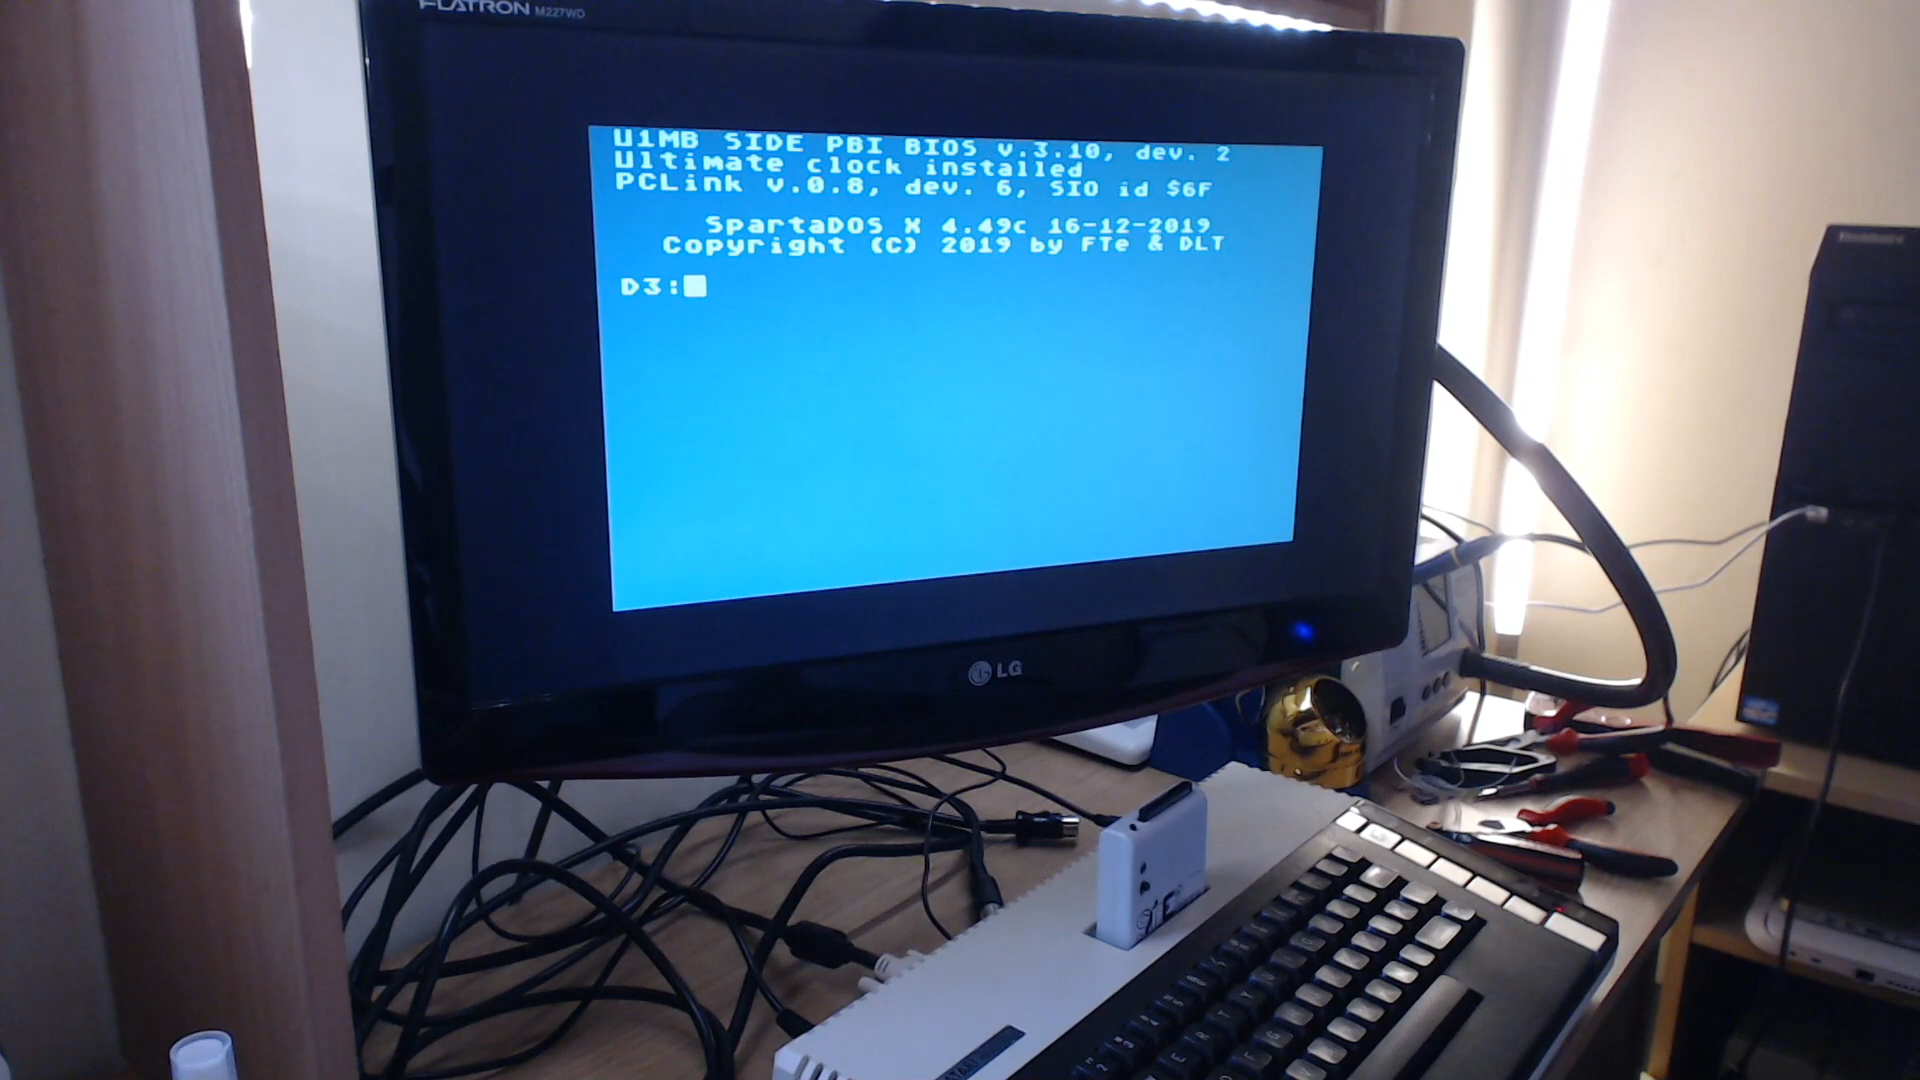 FLATRON M227WD
U1MB SIDE PBI BIOS v.3.10, dev. 2
Ultimate clock installed
PCLink v.0.8, dev. 6, SIO id $6F
SpartaDOS X 4.49c 16-12-2019
Copyright (C) 2019 by FTe & DLT
D3:
LG